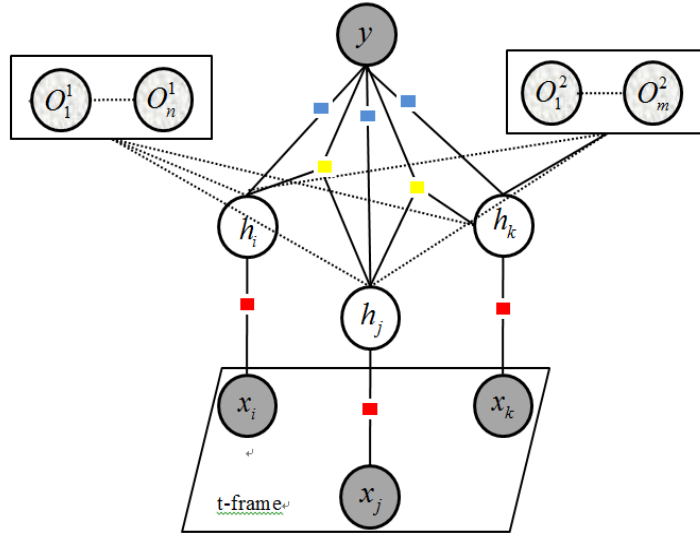 y
O_1^1 O_n^1
O_1^2 O_m^2
h_i
h_k
h_j
x_i
x_k
t-frame
x_j